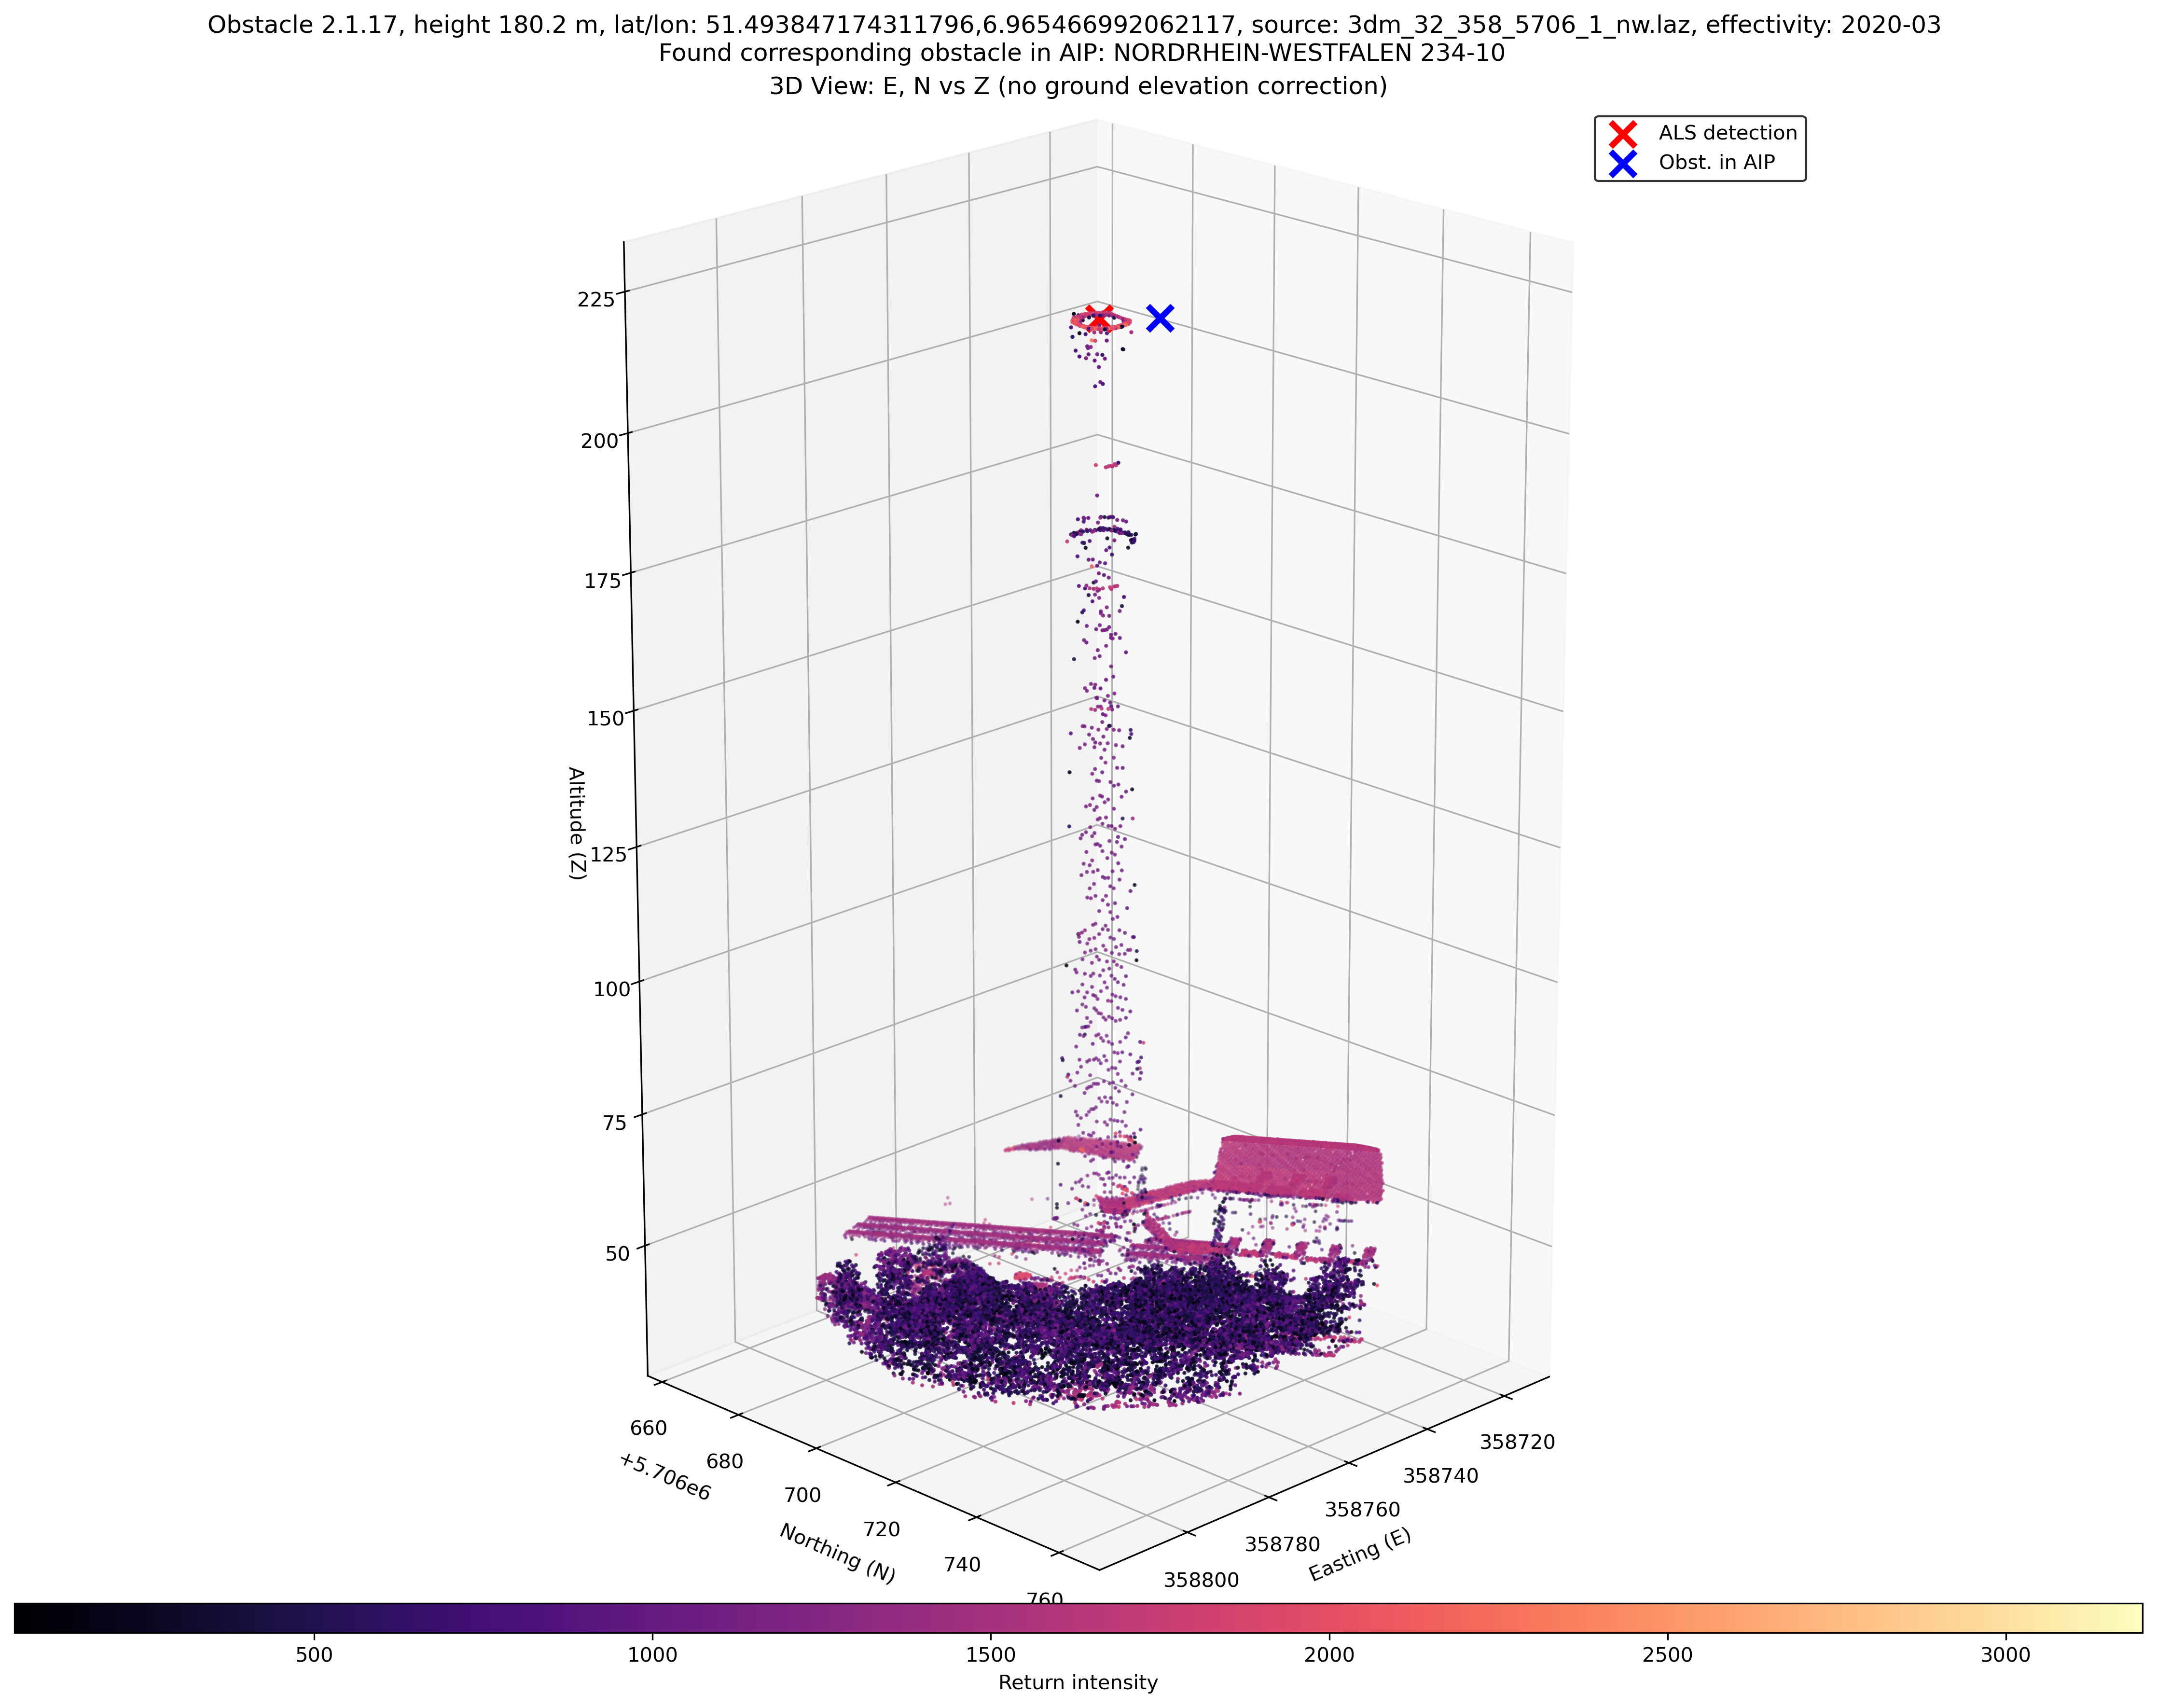 Obstacle 2.1.17, height 180.2 m, lat/lon: 51.493847174311796,6.965466992062117, source: 3dm_32_358_5706_1_nw.laz, effectivity: 2020-03
Found corresponding obstacle in AIP: NORDRHEIN-WESTFALEN 234-10
3D View: E, N vs Z (no ground elevation correction)
ALS detection
Obst. in AIP
225
200
175
150
125
100
75
50
Altitude (Z)
660
680
700
720
740
760
+5.706e6
Northing (N)
358720
358740
358760
358780
358800
Easting (E)
500
1000
1500
2000
2500
3000
Return intensity